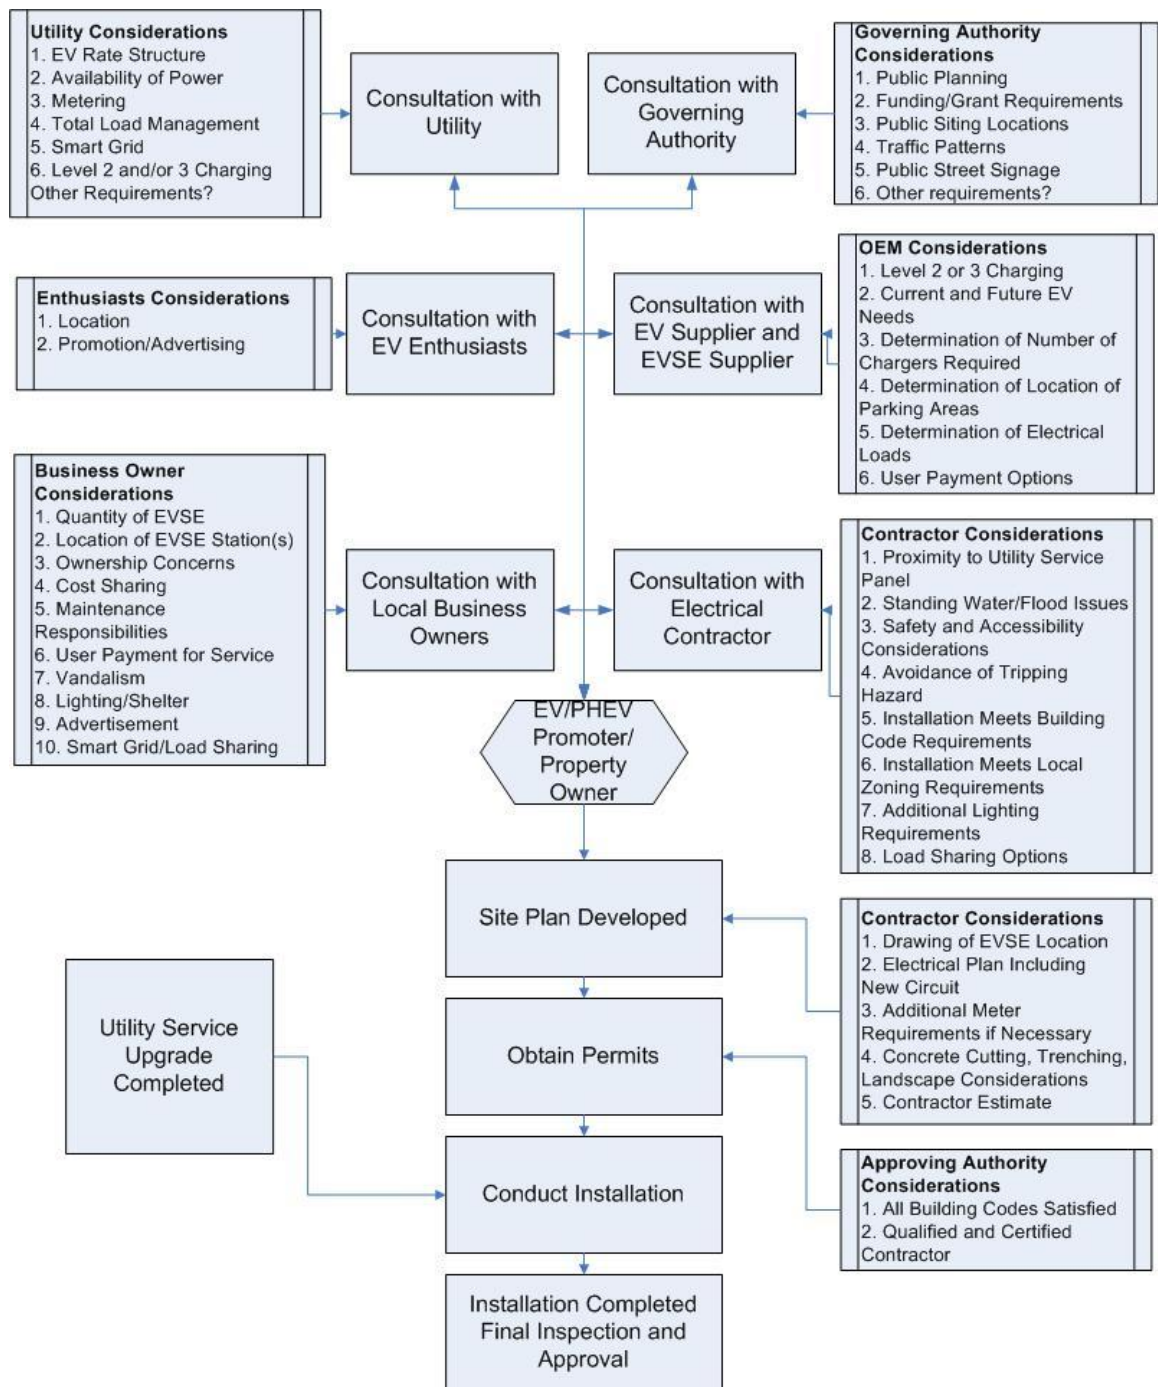 Utility Considerations
1. EV Rate Structure
2. Availability of Power
3. Metering
4. Total Load Management
5. Smart Grid
6. Level 2 and/or 3 Charging
Other Requirements?
Consultation with
Utility
Consultation with
Governing
Authority
Governing Authority
Considerations
1. Public Planning
2. Funding/Grant Requirements
3. Public Siting Locations
4. Traffic Patterns
5. Public Street Signage
6. Other requirements?
Enthusiasts Considerations
1. Location
2. Promotion/Advertising
Consultation with
EV Enthusiasts
Consultation with
EV Supplier and
EVSE Supplier
OEM Considerations
1. Level 2 or 3 Charging
2. Current and Future EV
Needs
3. Determination of Number of
Chargers Required
4. Determination of Location of
Parking Areas
5. Determination of Electrical
Loads
6. User Payment Options
Business Owner
Considerations
1. Quantity of EVSE
2. Location of EVSE Station(s)
3. Ownership Concerns
4. Cost Sharing
5. Maintenance
Responsibilities
6. User Payment for Service
7. Vandalism
8. Lighting/Shelter
9. Advertisement
10. Smart Grid/Load Sharing
Consultation with
Local Business
Owners
Consultation with
Electrical
Contractor
Contractor Considerations
1. Proximity to Utility Service
Panel
2. Standing Water/Flood Issues
3. Safety and Accessibility
Considerations
4. Avoidance of Tripping
Hazard
5. Installation Meets Building
Code Requirements
6. Installation Meets Local
Zoning Requirements
7. Additional Lighting
Requirements
8. Load Sharing Options
EV/PHEV
Promoter/
Property
Owner
Site Plan Developed
Contractor Considerations
1. Drawing of EVSE Location
2. Electrical Plan Including
New Circuit
3. Additional Meter
Requirements if Necessary
4. Concrete Cutting, Trenching,
Landscape Considerations
5. Contractor Estimate
Utility Service
Upgrade
Completed
Obtain Permits
Approving Authority
Considerations
1. All Building Codes Satisfied
2. Qualified and Certified
Contractor
Conduct Installation
Installation Completed
Final Inspection and
Approval